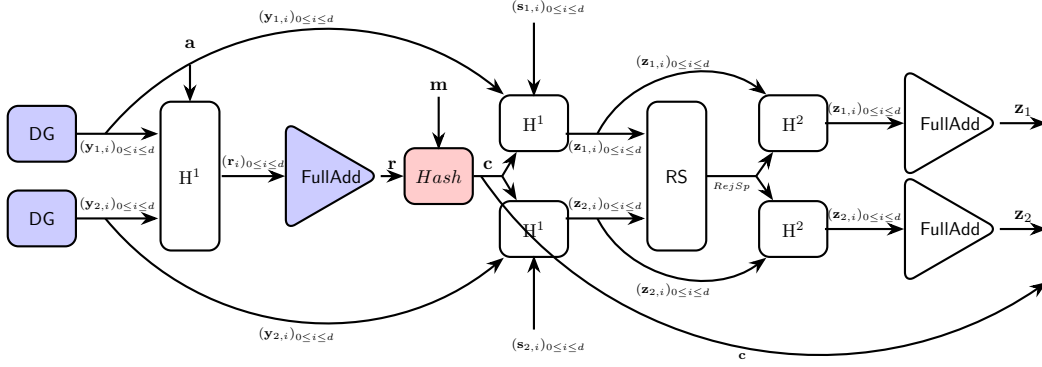 (y₁,ᵢ)₀≤ᵢ≤d
(s₁,ᵢ)₀≤ᵢ≤d
a
(z₁,ᵢ)₀≤ᵢ≤d
m
DG
(y₁,ᵢ)₀≤ᵢ≤d
H¹
(z₁,ᵢ)₀≤ᵢ≤d
H²
(z₁,ᵢ)₀≤ᵢ≤d
FullAdd
z₁
H¹
(rᵢ)₀≤ᵢ≤d
FullAdd
r
Hash
c
RS
RejSp
DG
(y₂,ᵢ)₀≤ᵢ≤d
H¹
(z₂,ᵢ)₀≤ᵢ≤d
H²
(z₂,ᵢ)₀≤ᵢ≤d
FullAdd
z₂
(z₂,ᵢ)₀≤ᵢ≤d
(y₂,ᵢ)₀≤ᵢ≤d
(s₂,ᵢ)₀≤ᵢ≤d
c